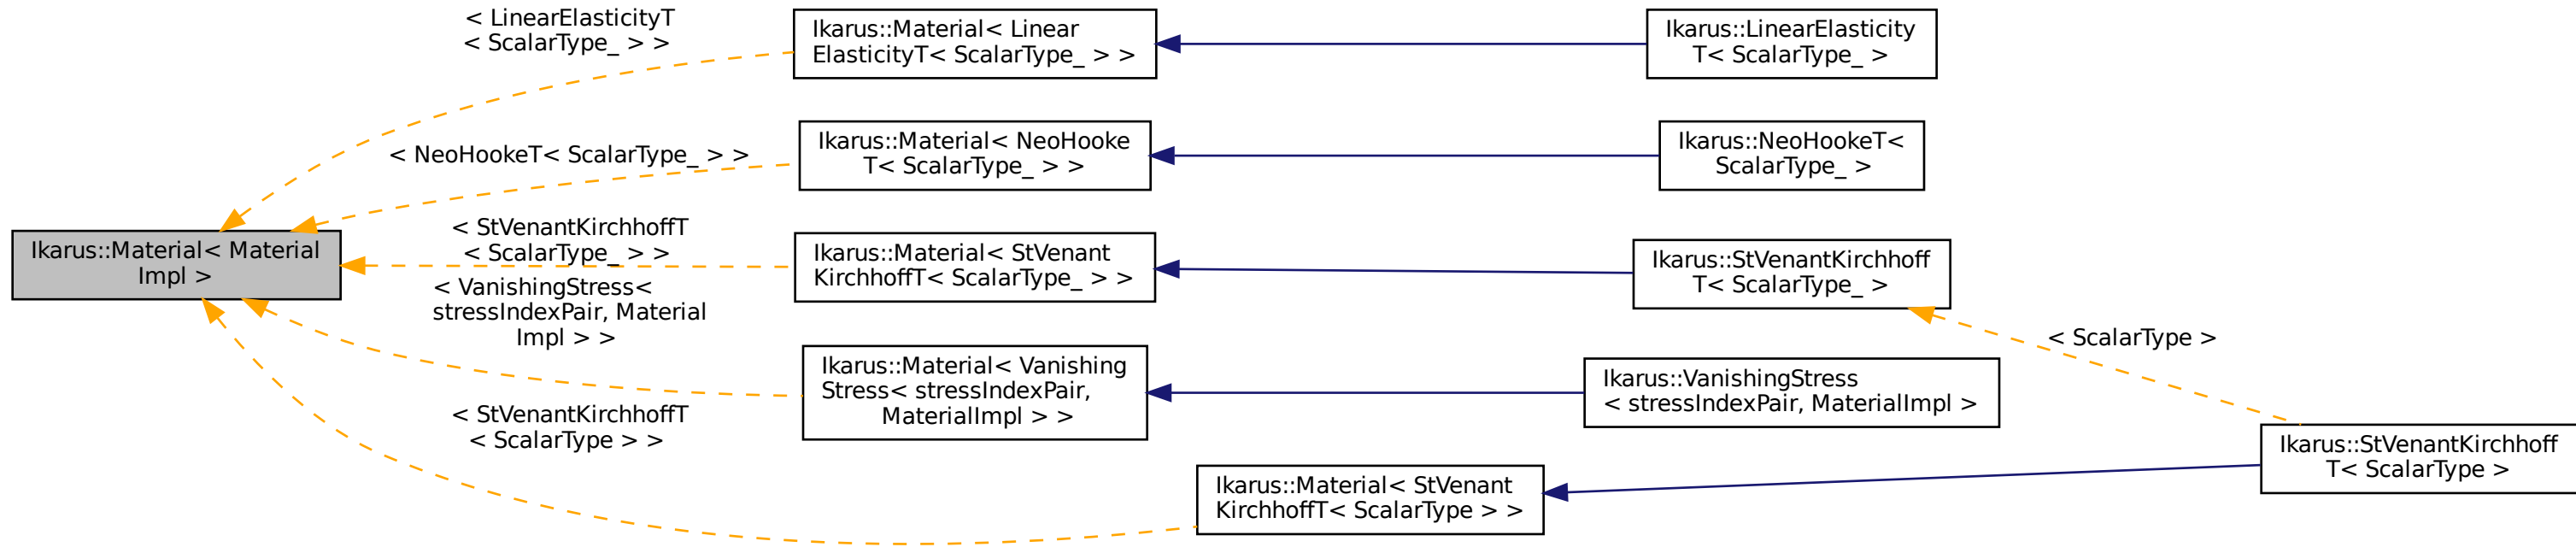 < LinearElasticityT
< ScalarType_ > >
Ikarus::Material< Linear
ElasticityT< ScalarType_ > >
Ikarus::LinearElasticity
T< ScalarType_ >
< NeoHookeT< ScalarType_ > >
Ikarus::Material< NeoHooke
T< ScalarType_ > >
Ikarus::NeoHookeT<
ScalarType_ >
Ikarus::Material< Material
Impl >
< StVenantKirchhoffT
< ScalarType_ > >
Ikarus::Material< StVenant
KirchhoffT< ScalarType_ > >
Ikarus::StVenantKirchhoff
T< ScalarType_ >
< VanishingStress<
stressIndexPair, Material
Impl > >
< ScalarType >
Ikarus::Material< Vanishing
Stress< stressIndexPair,
MaterialImpl > >
Ikarus::VanishingStress
< stressIndexPair, MaterialImpl >
< StVenantKirchhoffT
< ScalarType > >
Ikarus::Material< StVenant
KirchhoffT< ScalarType > >
Ikarus::StVenantKirchhoff
T< ScalarType >